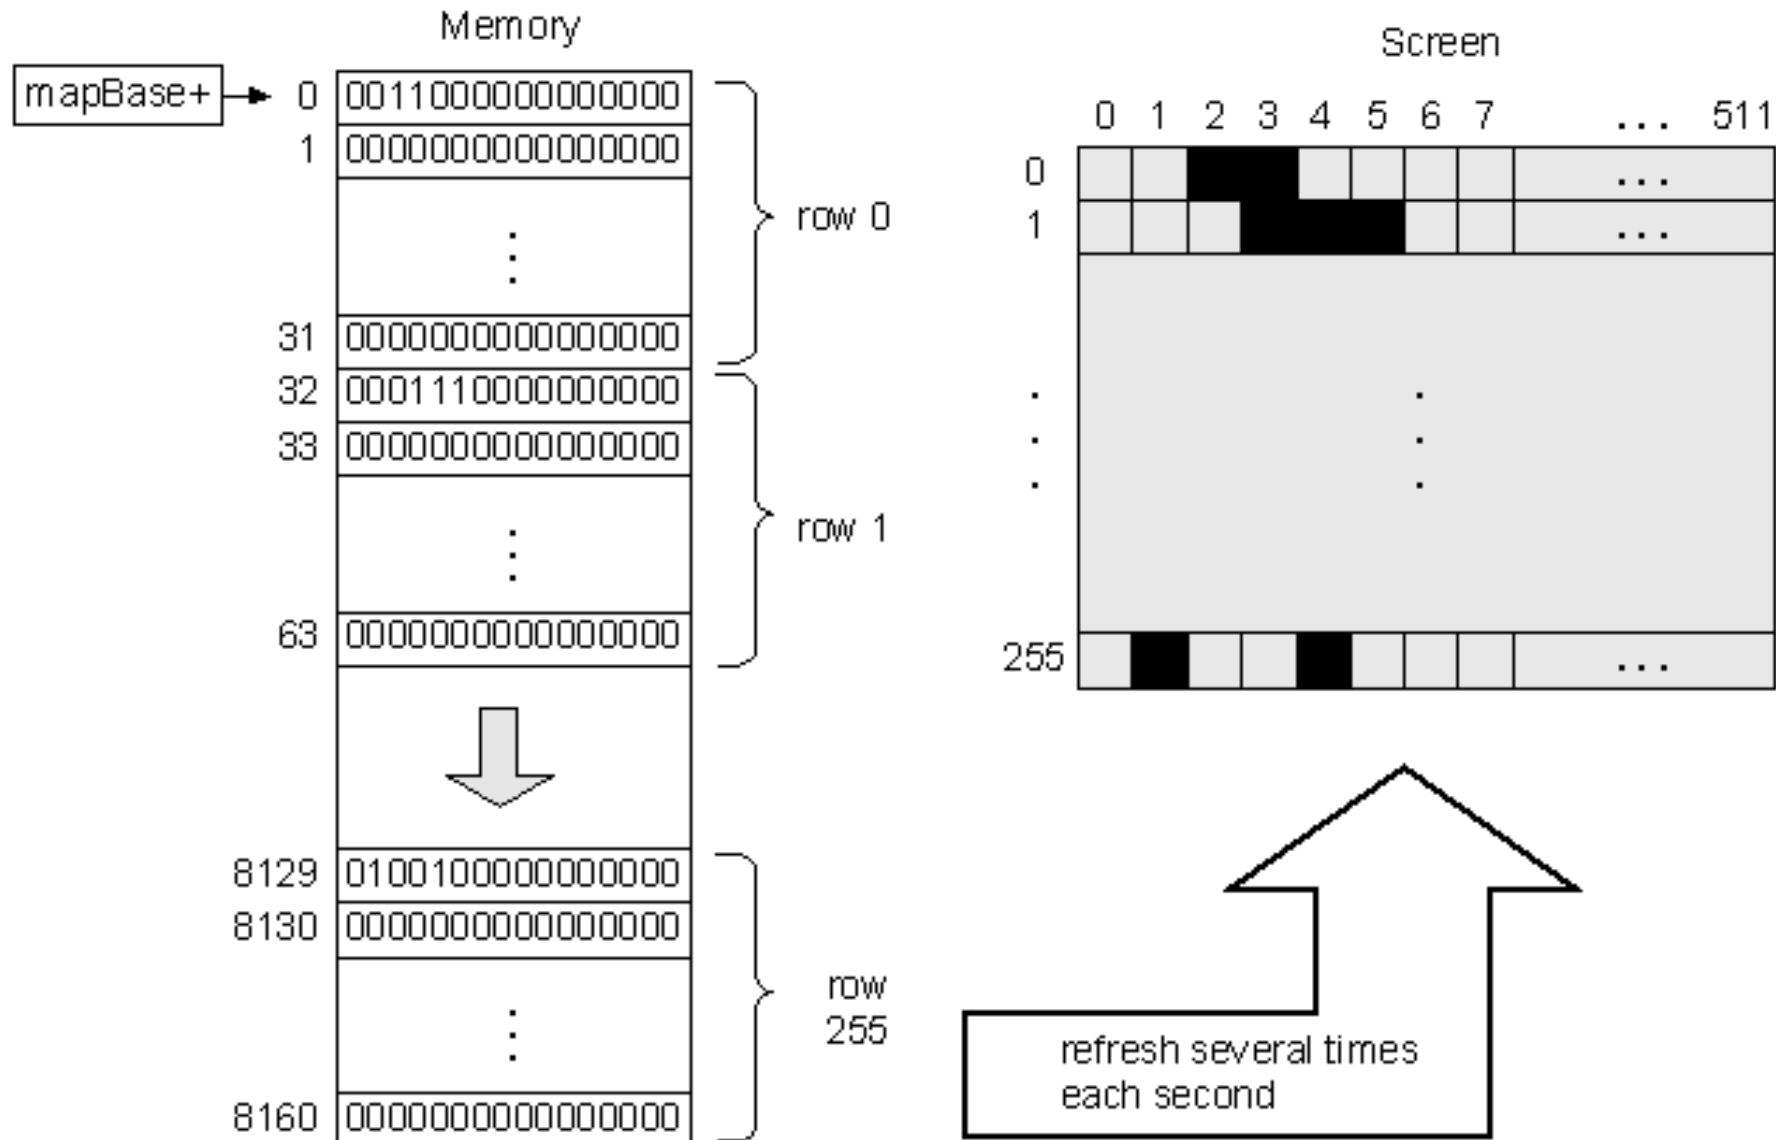 Memory
mapBase+
0 0011000000000000
1 0000000000000000
row 0
31 0000000000000000
32 0001110000000000
33 0000000000000000
row 1
63 0000000000000000
8129 0100100000000000
8130 0000000000000000
row
255
8160 0000000000000000
Screen
0 1 2 3 4 5 6 7 ... 511
0 ...
1 ...
255 ...
refresh several times
each second